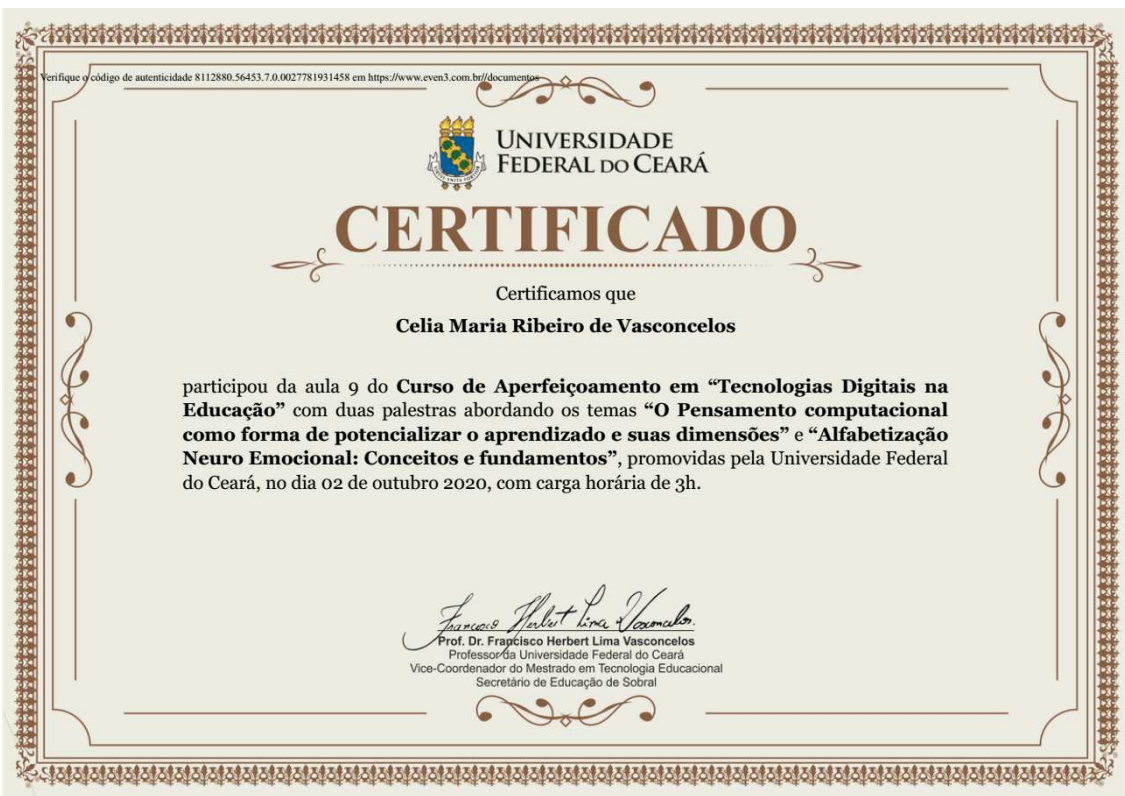 Verifique o código de autenticidade 8112880.56453.7.0.0027781931458 em https://www.even3.com.br//documentos
UNIVERSIDADE
FEDERAL DO CEARÁ
CERTIFICADO
Certificamos que
Celia Maria Ribeiro de Vasconcelos
participou da aula 9 do Curso de Aperfeiçoamento em “Tecnologias Digitais na
Educação” com duas palestras abordando os temas “O Pensamento computacional
como forma de potencializar o aprendizado e suas dimensões” e “Alfabetização
Neuro Emocional: Conceitos e fundamentos”, promovidas pela Universidade Federal
do Ceará, no dia 02 de outubro 2020, com carga horária de 3h.
Francisco Herbert Lima Vasconcelos.
Prof. Dr. Francisco Herbert Lima Vasconcelos
Professor da Universidade Federal do Ceará
Vice-Coordenador do Mestrado em Tecnologia Educacional
Secretário de Educação de Sobral